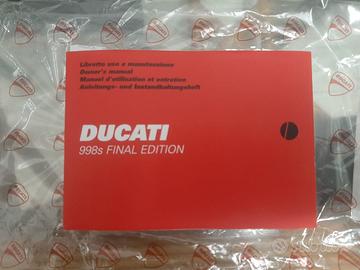 Libretto uso e manutenzione
Owner's manual
Manuel d'utilisation et entretien
Anleitungs- und Instandhaltungsheft
DUCATI
998s FINAL EDITION